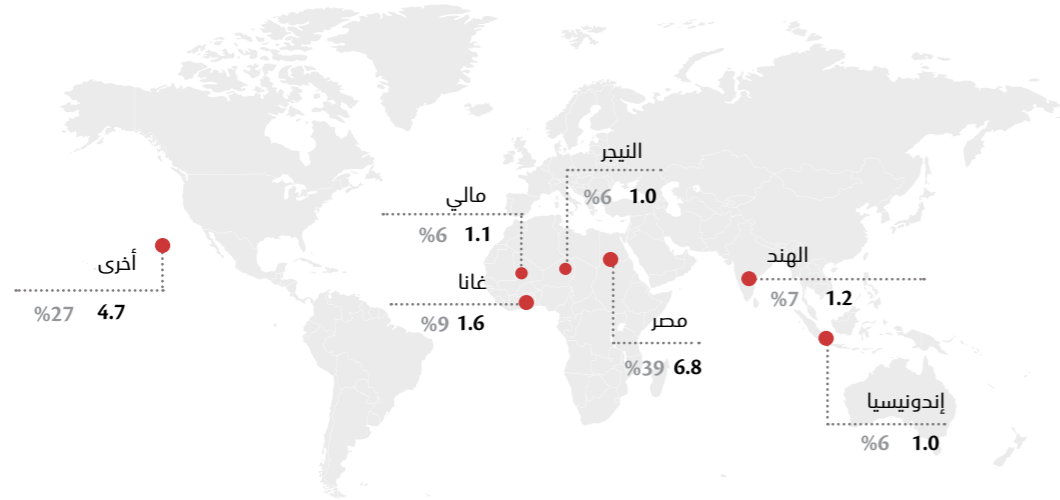 النيجر
1.0 %6
مالي
1.1 %6
أخرى
4.7 %27
غانا
1.6 %9
الهند
1.2 %7
مصر
6.8 %39
إندونيسيا
1.0 %6